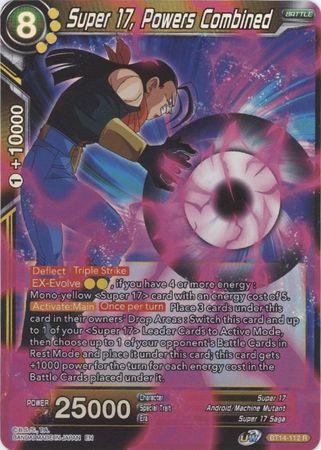 8
Super 17, Powers Combined
BATTLE
1 +10000
Deflect Triple Strike
EX-Evolve , if you have 4 or more energy :
Mono-yellow <Super 17> card with an energy cost of 5.
Activate:Main Once per turn Place 3 cards under this
card in their owners' Drop Areas: Switch this card and up
to 1 of your <Super 17> Leader Cards to Active Mode,
then choose up to 1 of your opponent's Battle Cards in
Rest Mode and place it under this card; this card gets
+1000 power for the turn for each energy cost in the
Battle Cards placed under it.
POWER 25000
Character Super 17
Special Trait Android/Machine Mutant
Era Super 17 Saga
©B.S./S., T.A.
BANDAI MADE IN JAPAN EN
UW
BT14-112 R